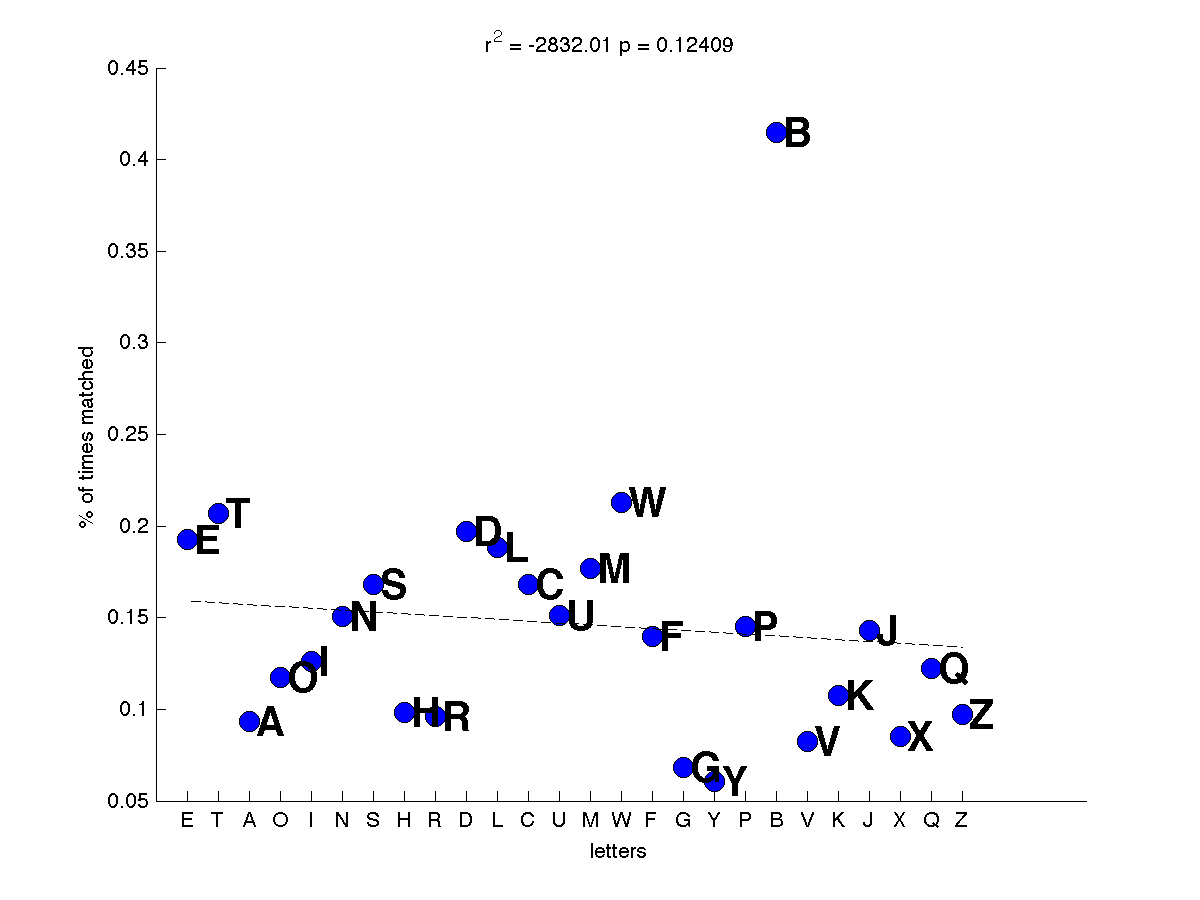 r2 = -2832.01 p = 0.12409
0.45
0.4
0.35
0.3
0.25
0.2
0.15
0.1
0.05
% of times matched
B
W
T
E
D
L
M
S
C
N
U
P
J
F
I
O
Q
K
H
R
A
Z
X
V
G
Y
E T A O I N S H R D L C U M W F G Y P B V K J X Q Z
letters